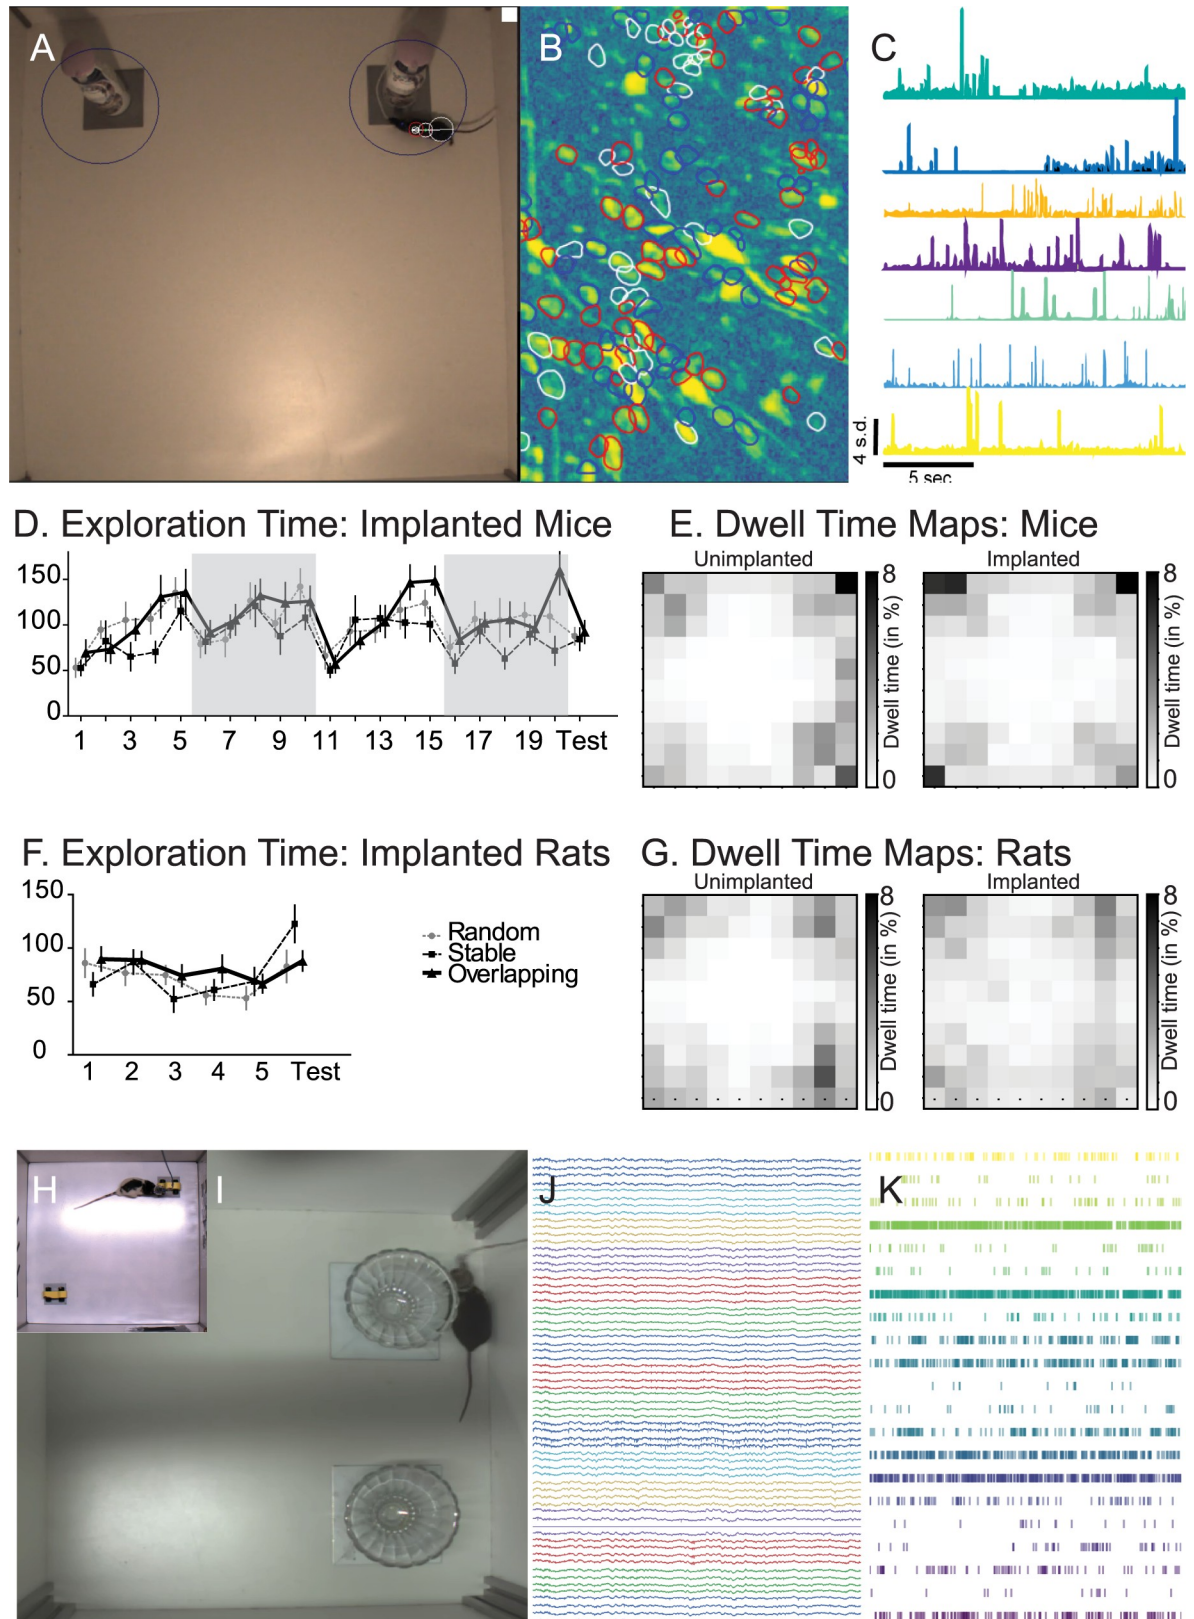 A
B
C
4 s.d.
5 sec
D. Exploration Time: Implanted Mice
150
100
50
0
1 3 5 7 9 11 13 15 17 19 Test
E. Dwell Time Maps: Mice
Unimplanted
8
Dwell time (in %)
0
Implanted
8
Dwell time (in %)
0
F. Exploration Time: Implanted Rats
150
100
50
0
1 2 3 4 5 Test
Random
Stable
Overlapping
G. Dwell Time Maps: Rats
Unimplanted
8
Dwell time (in %)
0
Implanted
8
Dwell time (in %)
0
H
I
J
K